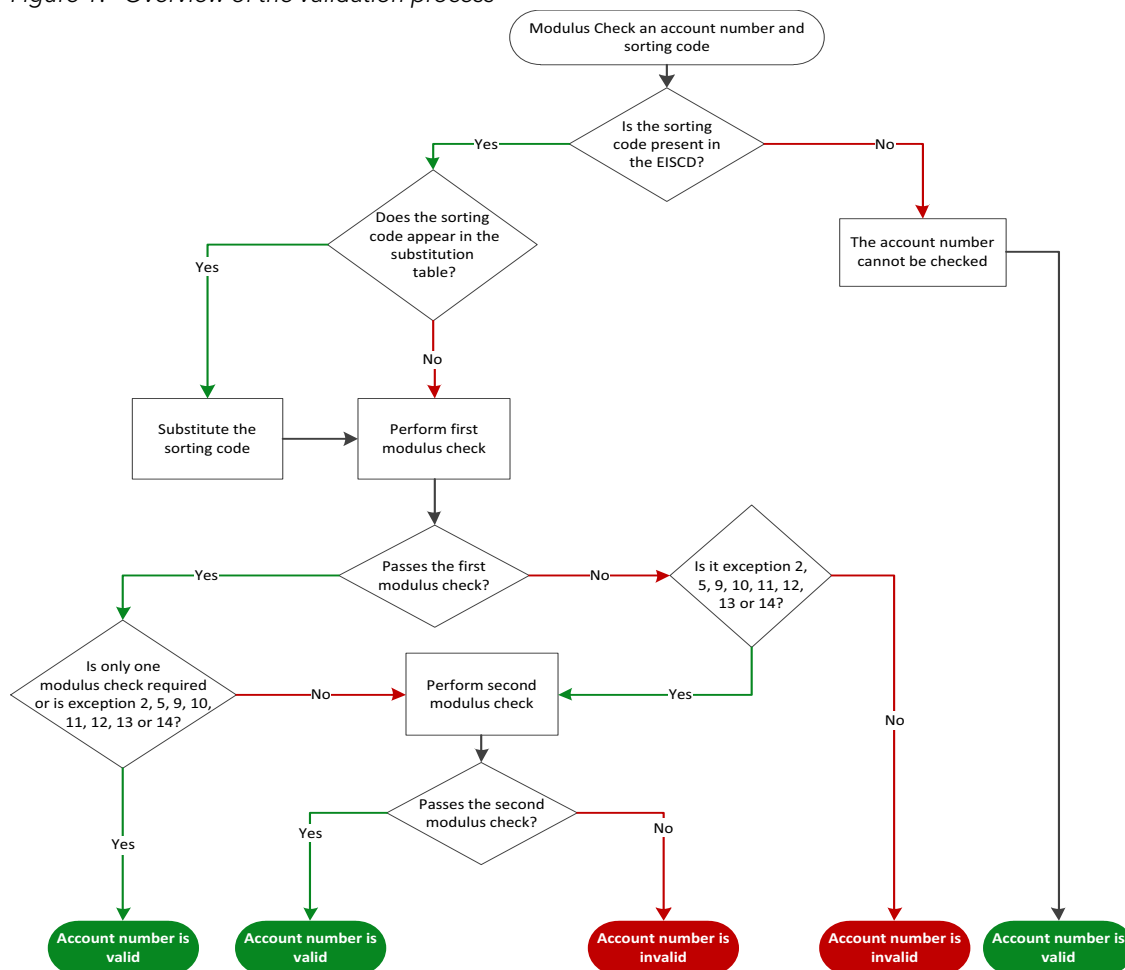 Figure 1: Overview of the validation process
Modulus Check an account number and
sorting code
Is the sorting
code present in
the EISCD?
Yes
No
Does the sorting
code appear in the
substitution
table?
The account number
cannot be checked
Yes
No
Substitute the
sorting code
Perform first
modulus check
Passes the first
modulus check?
Yes
No
Is it exception 2,
5, 9, 10, 11, 12,
13 or 14?
Is only one
modulus check required
or is exception 2, 5, 9, 10,
11, 12, 13 or 14?
No
Perform second
modulus check
Yes
No
Passes the second
modulus check?
Yes
Yes
No
Account number is
valid
Account number is
valid
Account number is
invalid
Account number is
invalid
Account number is
valid